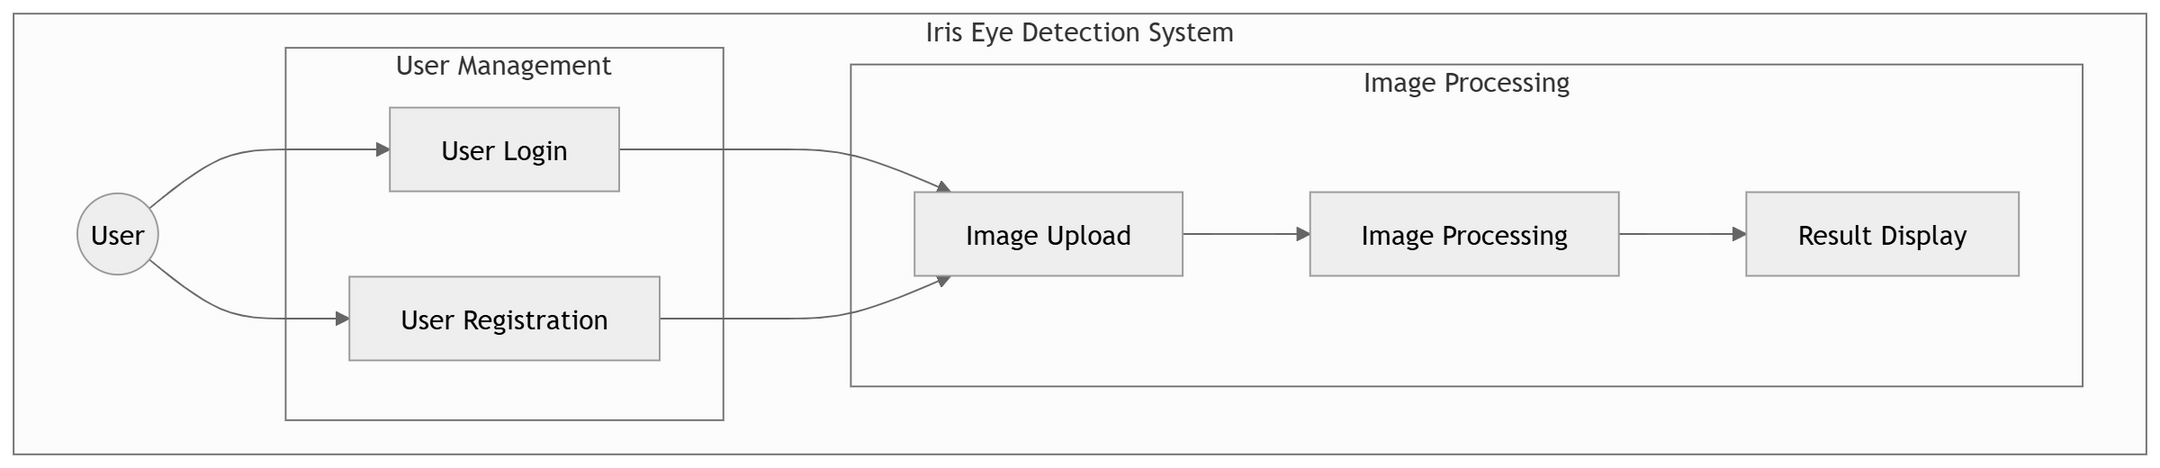 Iris Eye Detection System
User Management
Image Processing
User Login
User
Image Upload
Image Processing
Result Display
User Registration